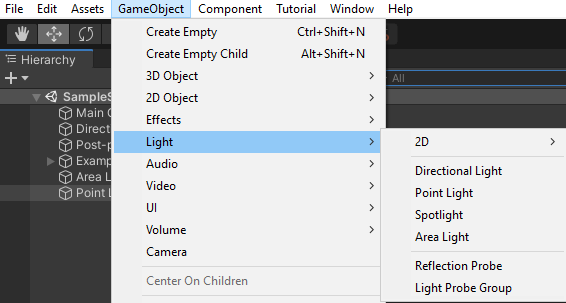 File Edit Assets GameObject Component Tutorial Window Help
Hierarchy
All
SampleS
Main C
Direct
Post-p
Examp
Area L
Point L
Create Empty Ctrl+Shift+N
Create Empty Child Alt+Shift+N
3D Object
2D Object
Effects
Light
Audio
Video
UI
Volume
Camera
Center On Children
2D
Directional Light
Point Light
Spotlight
Area Light
Reflection Probe
Light Probe Group